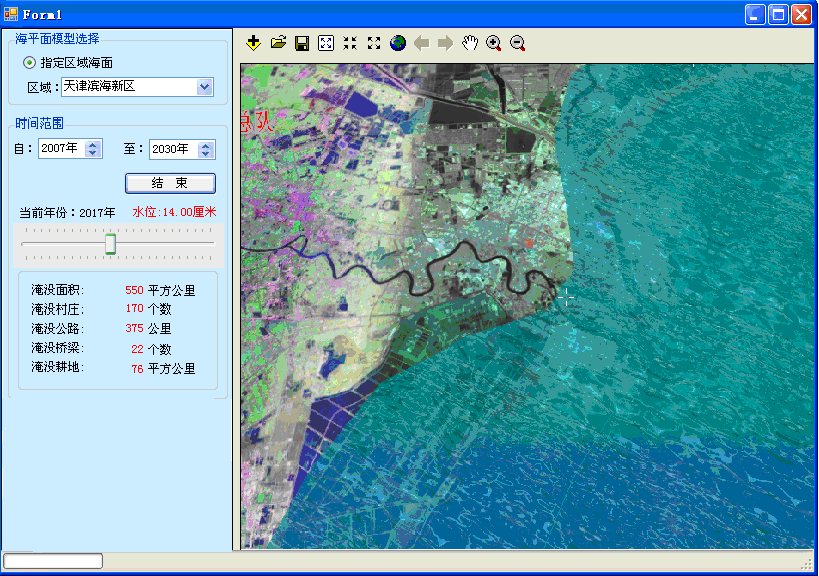 Form1
海平面模型选择
指定区域海面
区域： 天津滨海新区
时间范围
自： 2007年 至： 2030年
结 束
当前年份：2017年 水位:14.00厘米
淹没面积: 550 平方公里
淹没村庄: 170 个数
淹没公路: 375 公里
淹没桥梁: 22 个数
淹没耕地: 76 平方公里
总队